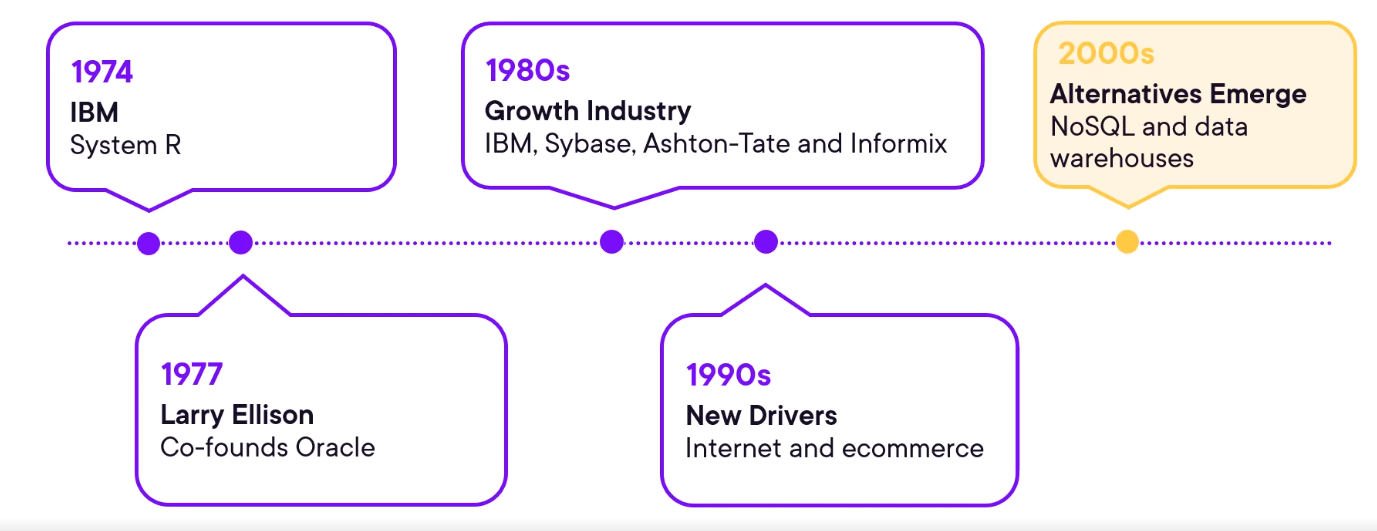 1974
IBM
System R
1977
Larry Ellison
Co-founds Oracle
1980s
Growth Industry
IBM, Sybase, Ashton-Tate and Informix
1990s
New Drivers
Internet and ecommerce
2000s
Alternatives Emerge
NoSQL and data
warehouses